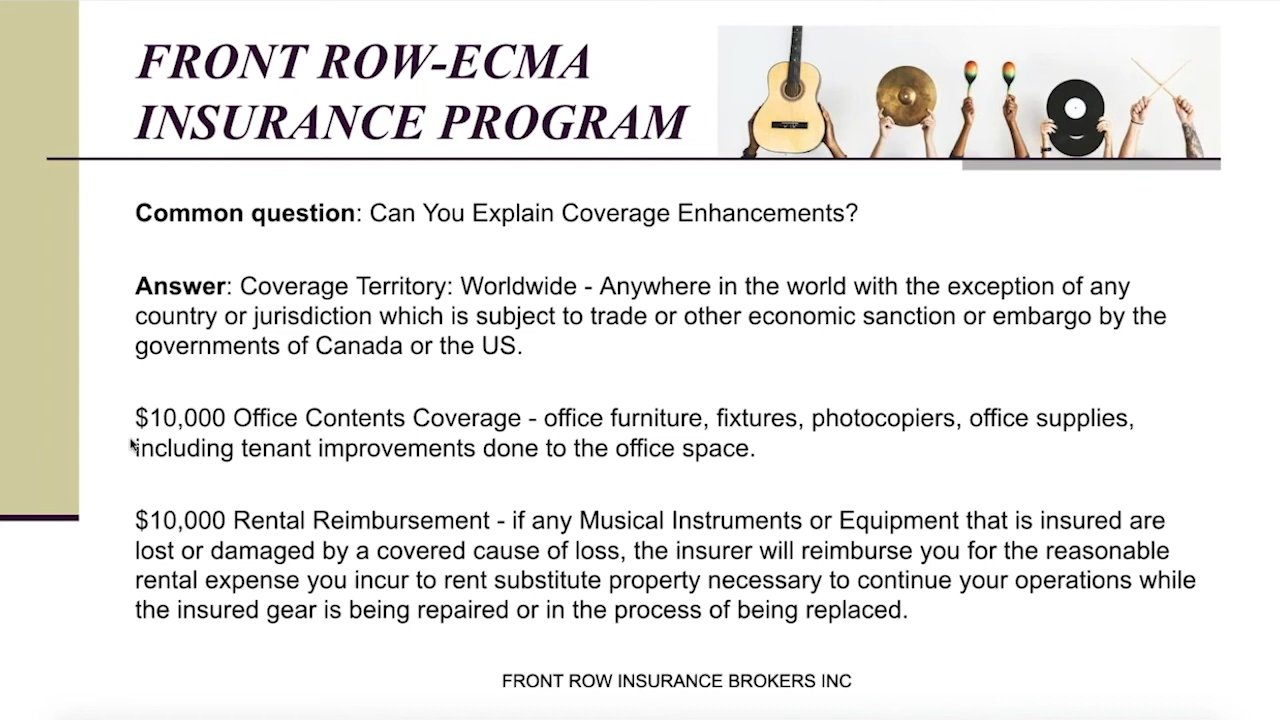 FRONT ROW-ECMA
INSURANCE PROGRAM
Common question: Can You Explain Coverage Enhancements?
Answer: Coverage Territory: Worldwide - Anywhere in the world with the exception of any
country or jurisdiction which is subject to trade or other economic sanction or embargo by the
governments of Canada or the US.
$10,000 Office Contents Coverage - office furniture, fixtures, photocopiers, office supplies,
including tenant improvements done to the office space.
$10,000 Rental Reimbursement - if any Musical Instruments or Equipment that is insured are
lost or damaged by a covered cause of loss, the insurer will reimburse you for the reasonable
rental expense you incur to rent substitute property necessary to continue your operations while
the insured gear is being repaired or in the process of being replaced.
FRONT ROW INSURANCE BROKERS INC